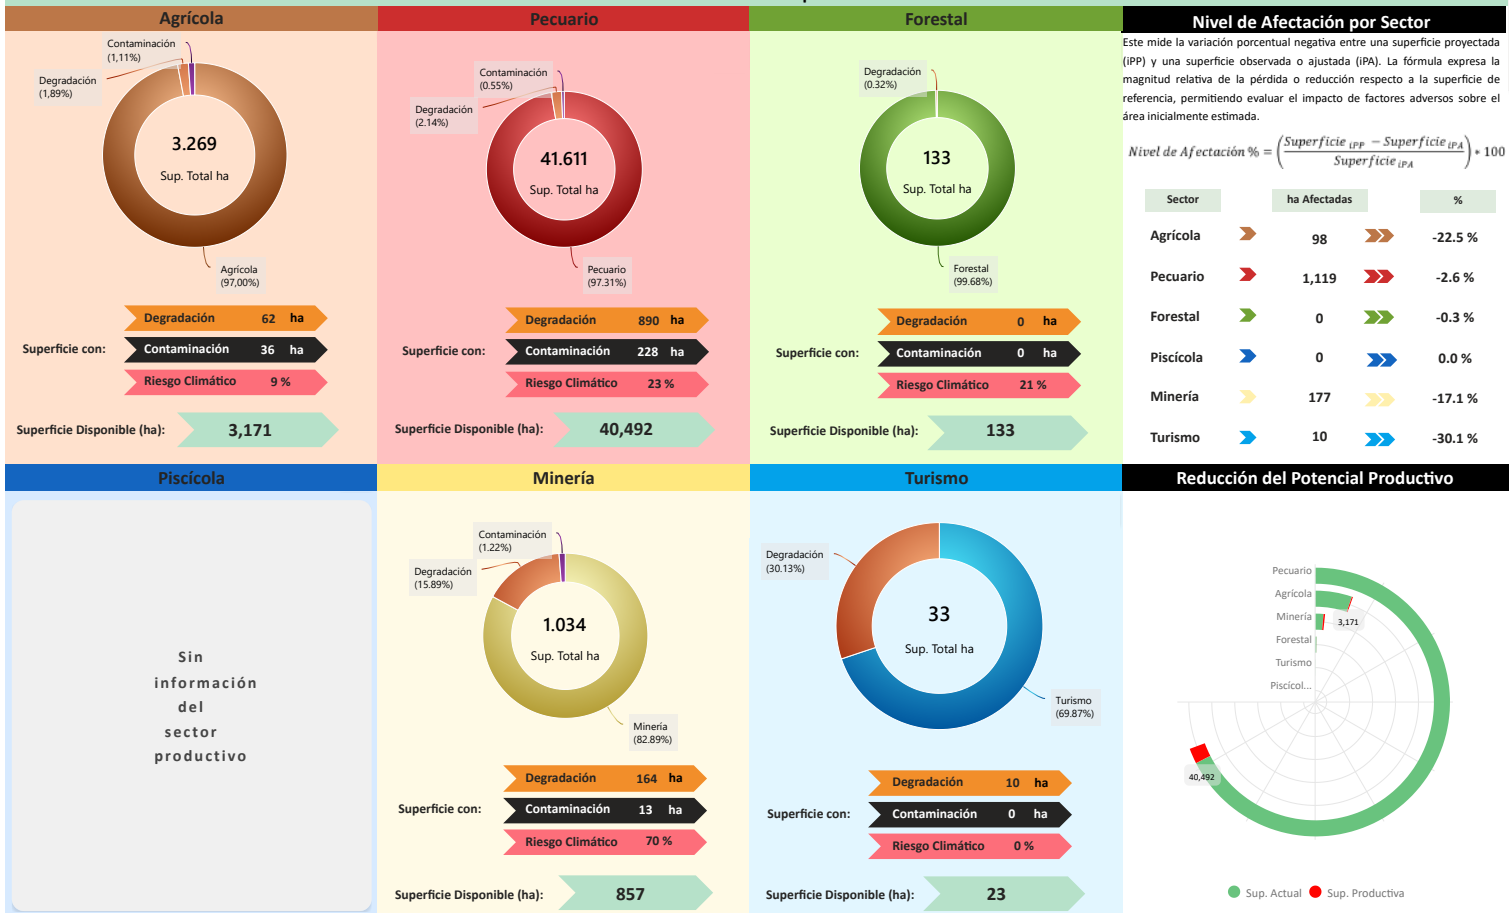 Agrícola
Contaminación
(1,11%)
Degradación
(1,89%)
3.269
Sup. Total ha
Agrícola
(97,00%)
Superficie con:
Degradación 62 ha
Contaminación 36 ha
Riesgo Climático 9 %
Superficie Disponible (ha): 3,171
Pecuario
Contaminación
(0.55%)
Degradación
(2.14%)
41.611
Sup. Total ha
Pecuario
(97.31%)
Superficie con:
Degradación 890 ha
Contaminación 228 ha
Riesgo Climático 23 %
Superficie Disponible (ha): 40,492
Forestal
Degradación
(0.32%)
133
Sup. Total ha
Forestal
(99.68%)
Superficie con:
Degradación 0 ha
Contaminación 0 ha
Riesgo Climático 21 %
Superficie Disponible (ha): 133
Nivel de Afectación por Sector
Este mide la variación porcentual negativa entre una superficie proyectada
(iPP) y una superficie observada o ajustada (iPA). La fórmula expresa la
magnitud relativa de la pérdida o reducción respecto a la superficie de
referencia, permitiendo evaluar el impacto de factores adversos sobre el
área inicialmente estimada.
Nivel de Afectación % = (Superficie iPP − Superficie iPA / Superficie iPA) * 100
Sector ha Afectadas %
Agrícola 98 -22.5 %
Pecuario 1,119 -2.6 %
Forestal 0 -0.3 %
Piscícola 0 0.0 %
Minería 177 -17.1 %
Turismo 10 -30.1 %
Piscícola
Sin
información
del
sector
productivo
Minería
Contaminación
(1.22%)
Degradación
(15.89%)
1.034
Sup. Total ha
Minería
(82.89%)
Superficie con:
Degradación 164 ha
Contaminación 13 ha
Riesgo Climático 70 %
Superficie Disponible (ha): 857
Turismo
Degradación
(30.13%)
33
Sup. Total ha
Turismo
(69.87%)
Superficie con:
Degradación 10 ha
Contaminación 0 ha
Riesgo Climático 0 %
Superficie Disponible (ha): 23
Reducción del Potencial Productivo
Pecuario
Agrícola
Minería
3,171
Forestal
Turismo
Piscícol...
40,492
Sup. Actual Sup. Productiva